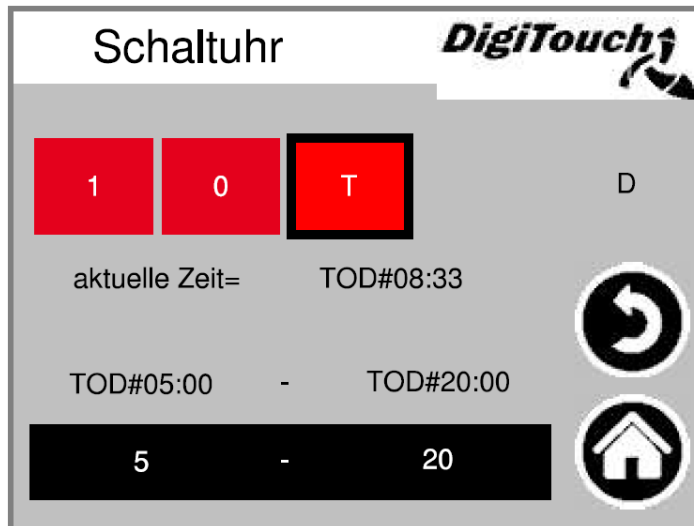 Schaltuhr DigiTouch
1 0 T D
aktuelle Zeit= TOD#08:33
TOD#05:00 - TOD#20:00
5 - 20